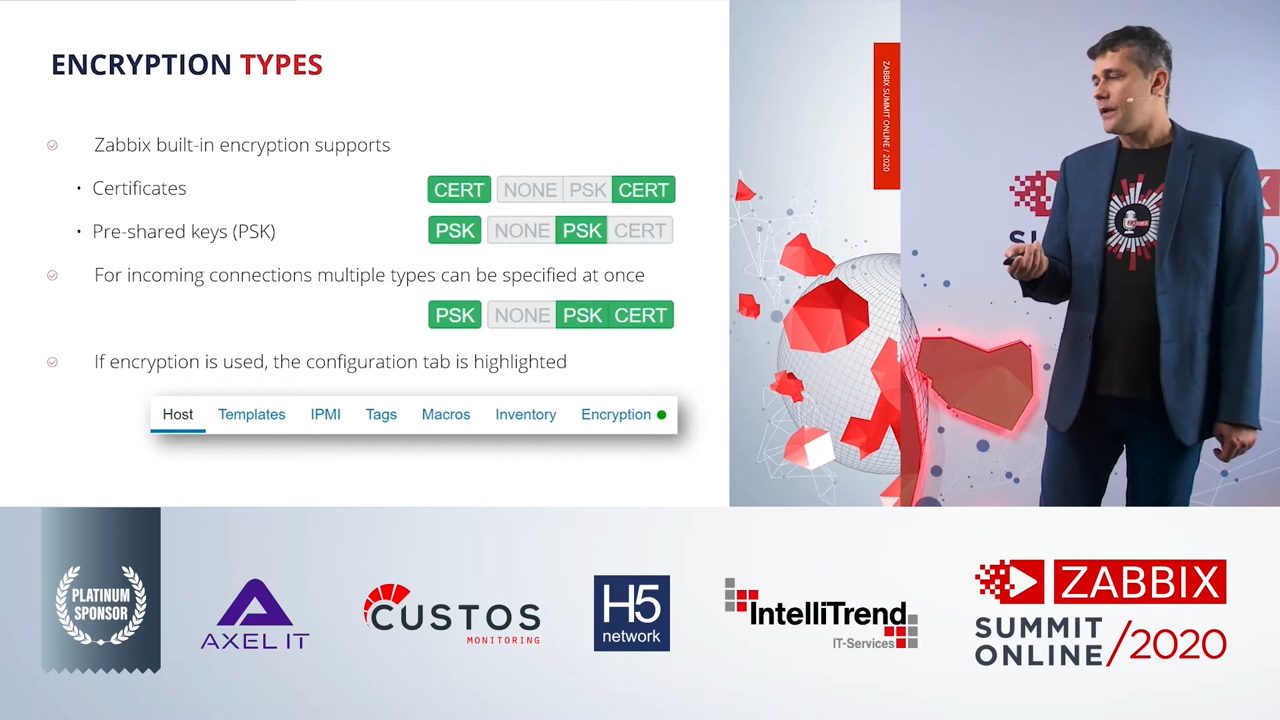 ENCRYPTION TYPES
Zabbix built-in encryption supports
• Certificates
CERT NONE PSK CERT
• Pre-shared keys (PSK)
PSK NONE PSK CERT
For incoming connections multiple types can be specified at once
PSK NONE PSK CERT
If encryption is used, the configuration tab is highlighted
Host Templates IPMI Tags Macros Inventory Encryption
ZABBIX SUMMIT ONLINE / 2020
ZABBIX
PLATINUM
SPONSOR
AXEL IT
CUSTOS
MONITORING
H5
network
IntelliTrend
IT-Services
ZABBIX
SUMMIT
ONLINE/2020